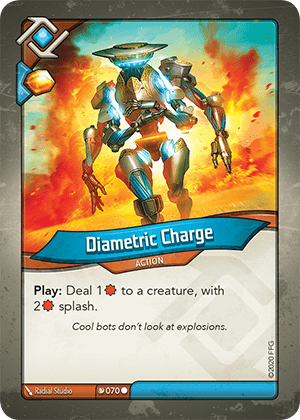 Diametric Charge
ACTION
Play: Deal 1 to a creature, with
2 splash.
Cool bots don't look at explosions.
©2020 FFG
Radial Studio
070